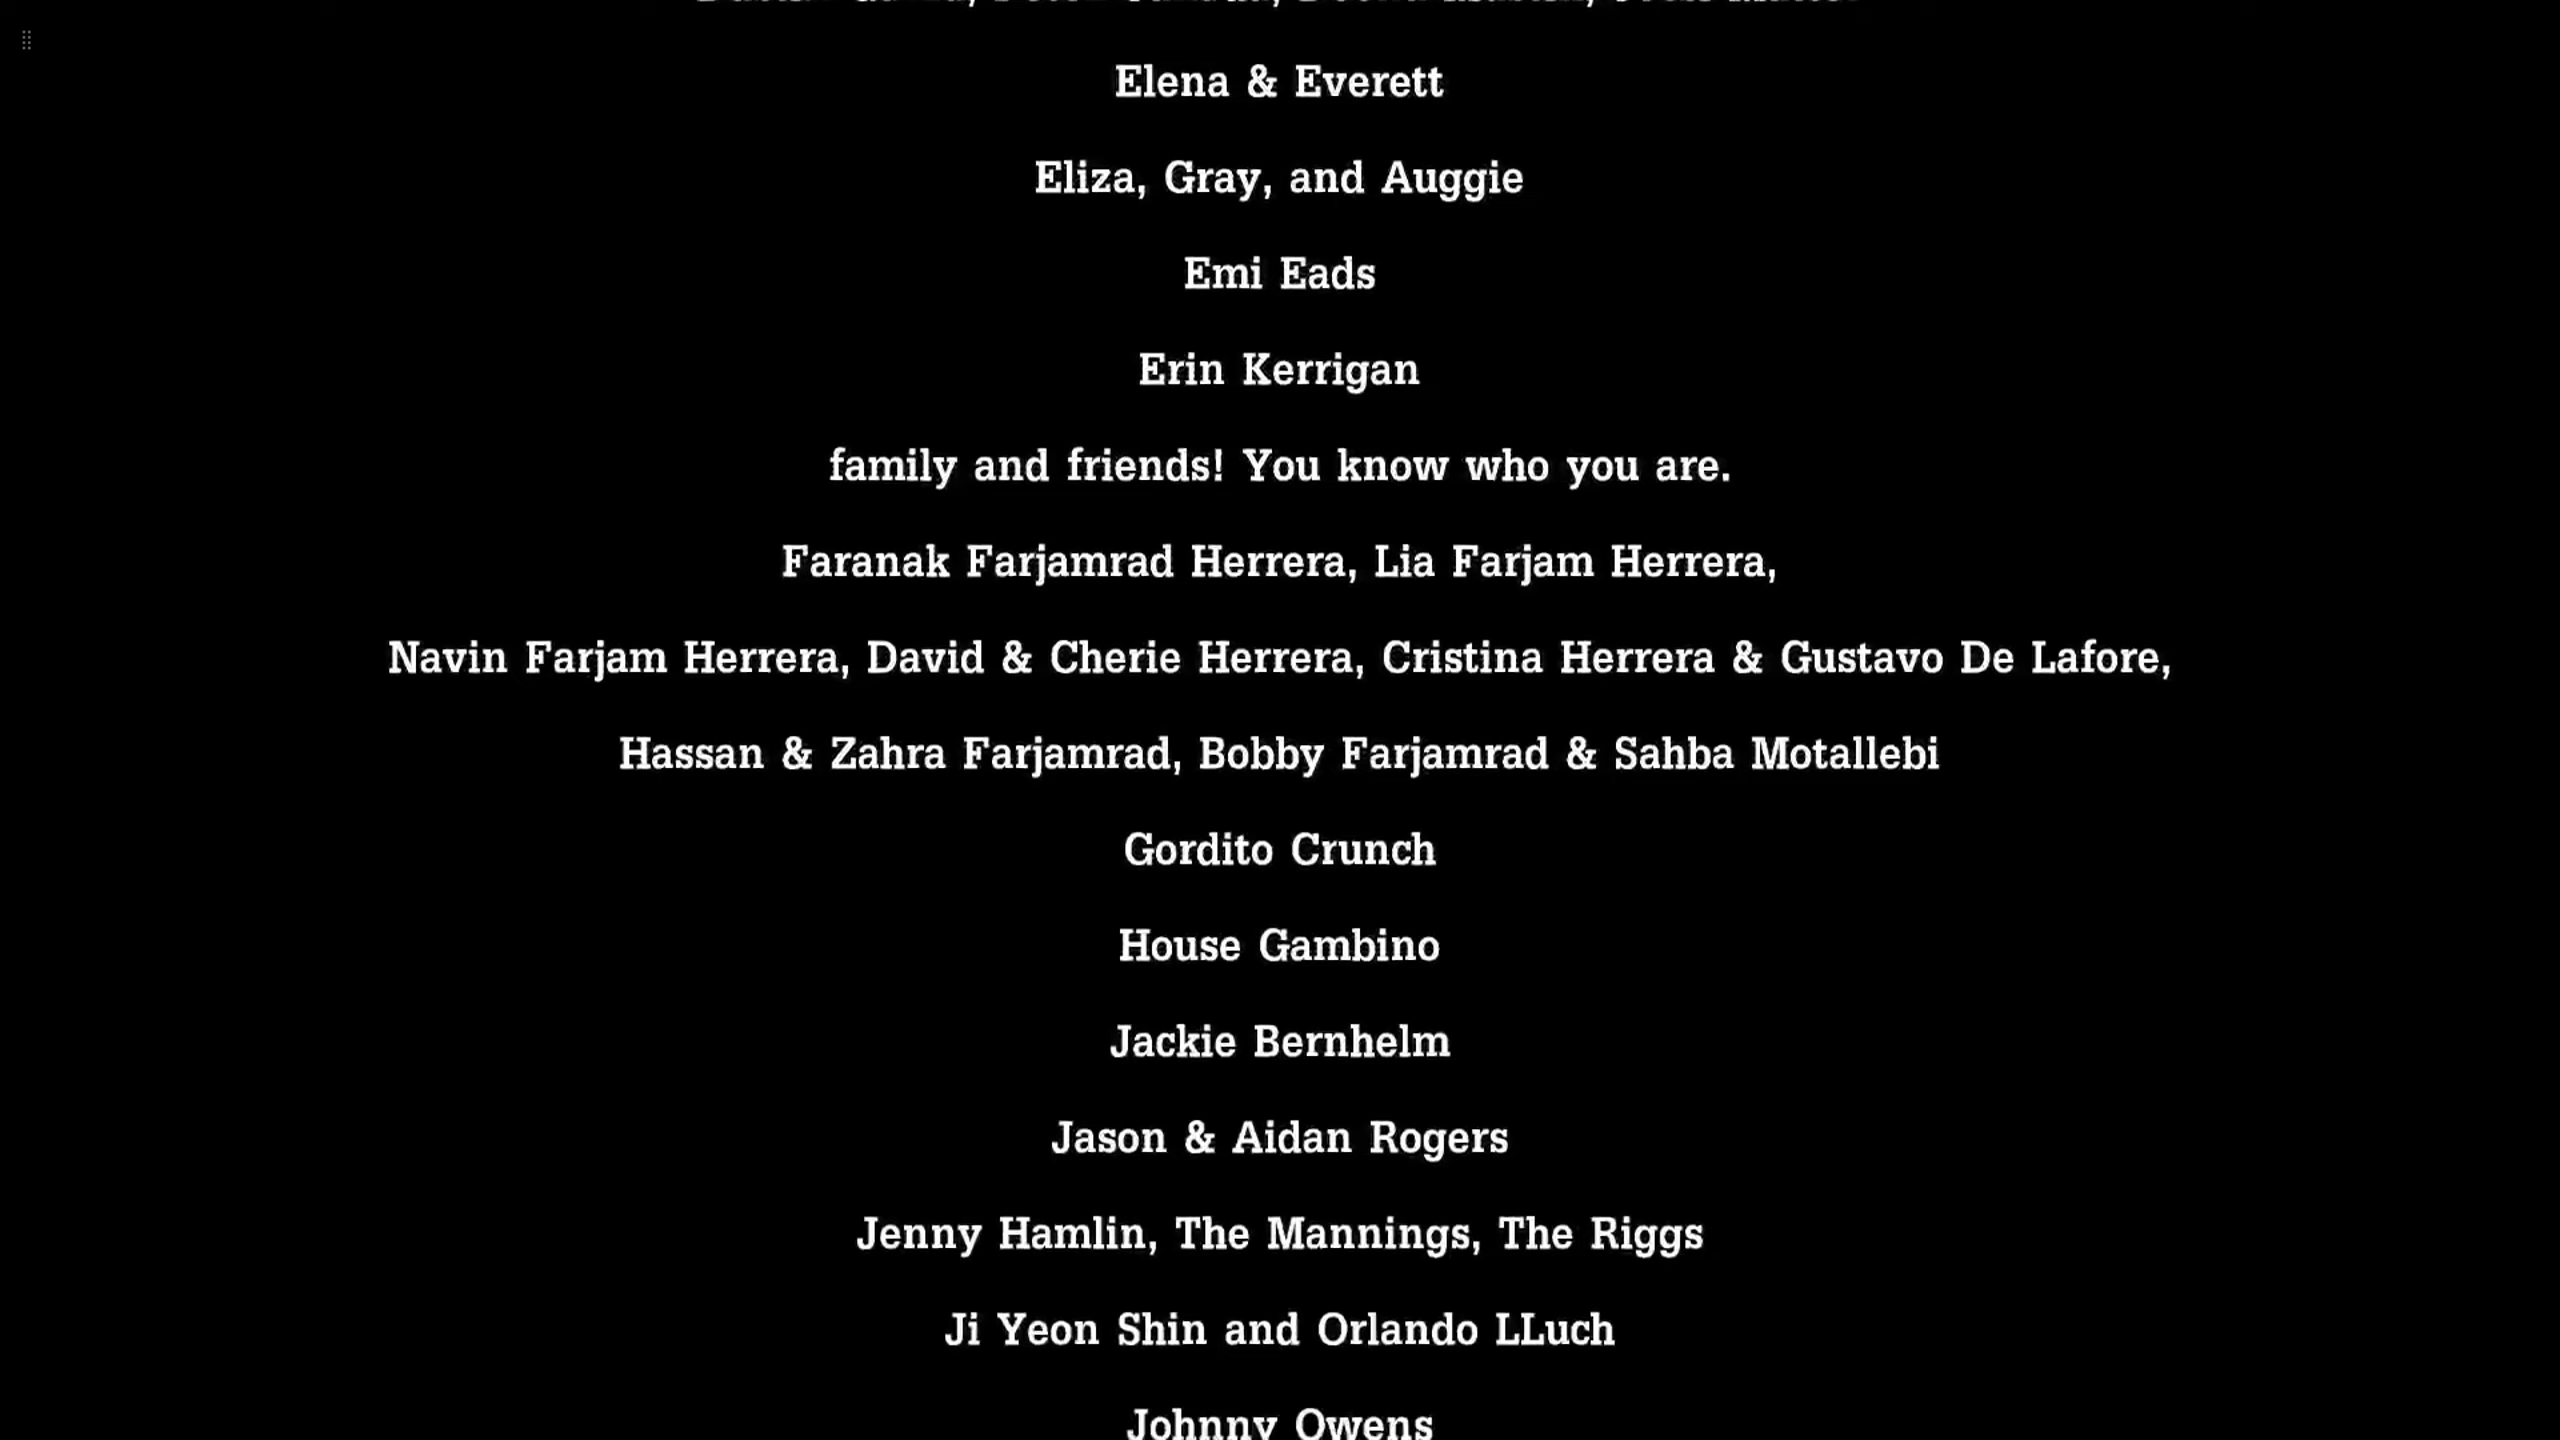 Elena & Everett
Eliza, Gray, and Auggie
Emi Eads
Erin Kerrigan
family and friends! You know who you are.
Faranak Farjamrad Herrera, Lia Farjam Herrera,
Navin Farjam Herrera, David & Cherie Herrera, Cristina Herrera & Gustavo De Lafore,
Hassan & Zahra Farjamrad, Bobby Farjamrad & Sahba Motallebi
Gordito Crunch
House Gambino
Jackie Bernhelm
Jason & Aidan Rogers
Jenny Hamlin, The Mannings, The Riggs
Ji Yeon Shin and Orlando LLuch
Johnny Owens